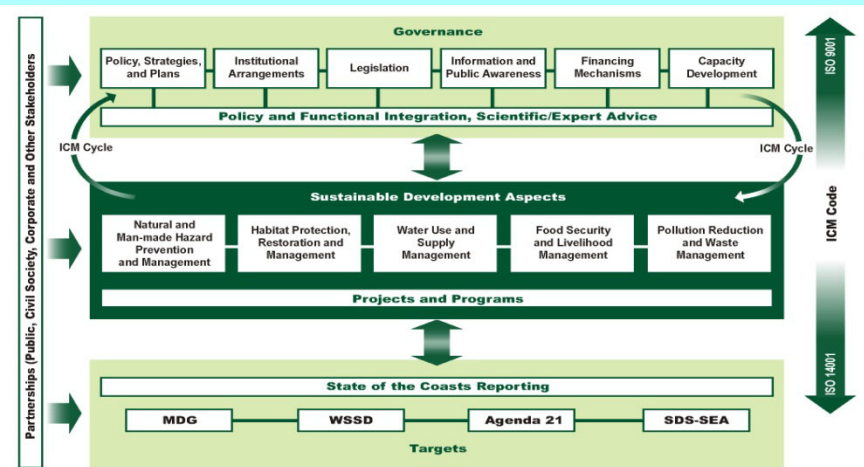 Governance
Policy, Strategies,
and Plans
Institutional
Arrangements
Legislation
Information and
Public Awareness
Financing
Mechanisms
Capacity
Development
Policy and Functional Integration, Scientific/Expert Advice
ICM Cycle
ICM Cycle
Sustainable Development Aspects
Natural and
Man-made Hazard
Prevention
and Management
Habitat Protection,
Restoration and
Management
Water Use and
Supply
Management
Food Security
and Livelihood
Management
Pollution Reduction
and Waste
Management
Projects and Programs
State of the Coasts Reporting
MDG
WSSD
Agenda 21
SDS-SEA
Targets
Partnerships (Public, Civil Society, Corporate and Other Stakeholders
ISO 9001
ICM Code
ISO 14001